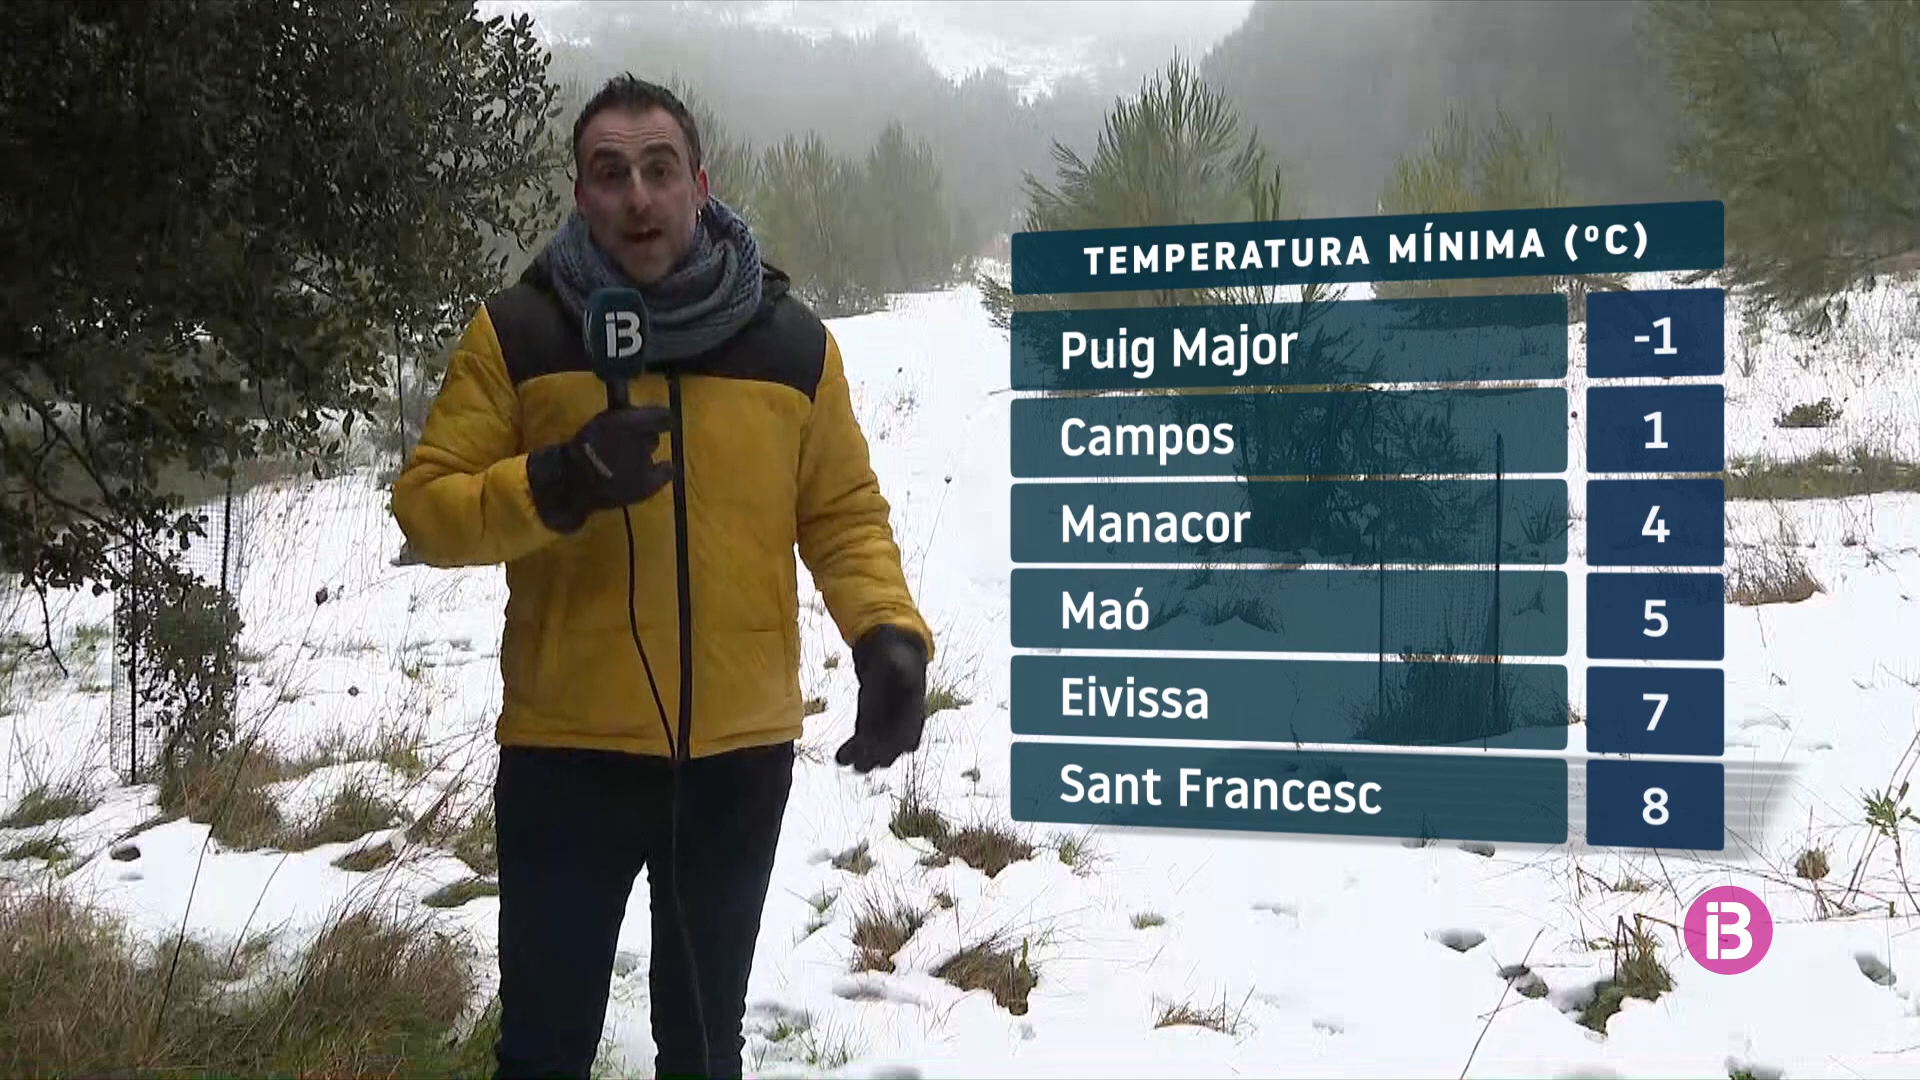 TEMPERATURA MÍNIMA (ºC)
Puig Major -1
Campos 1
Manacor 4
Maó 5
Eivissa 7
Sant Francesc 8
iB
iB